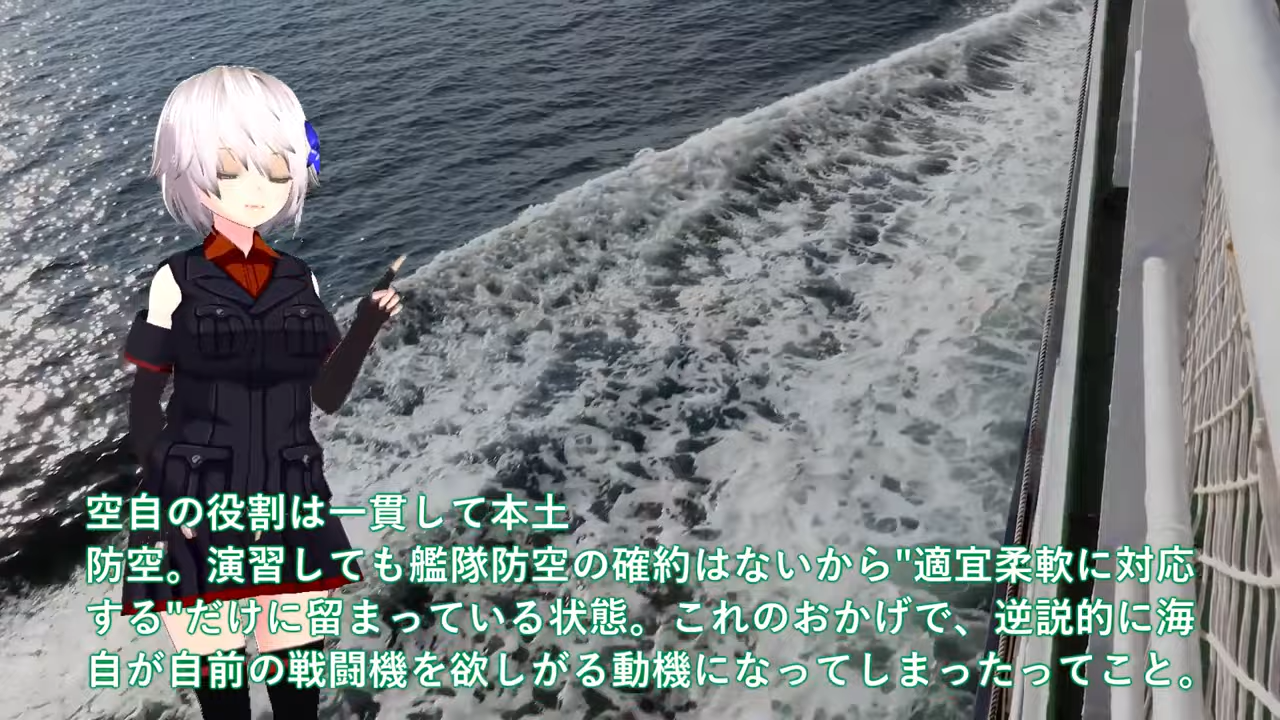 空自の役割は一貫して本土
防空。演習しても艦隊防空の確約はないから"適宜柔軟に対応
する"だけに留まっている状態。これのおかげで、逆説的に海
自が自前の戦闘機を欲しがる動機になってしまったってこと。